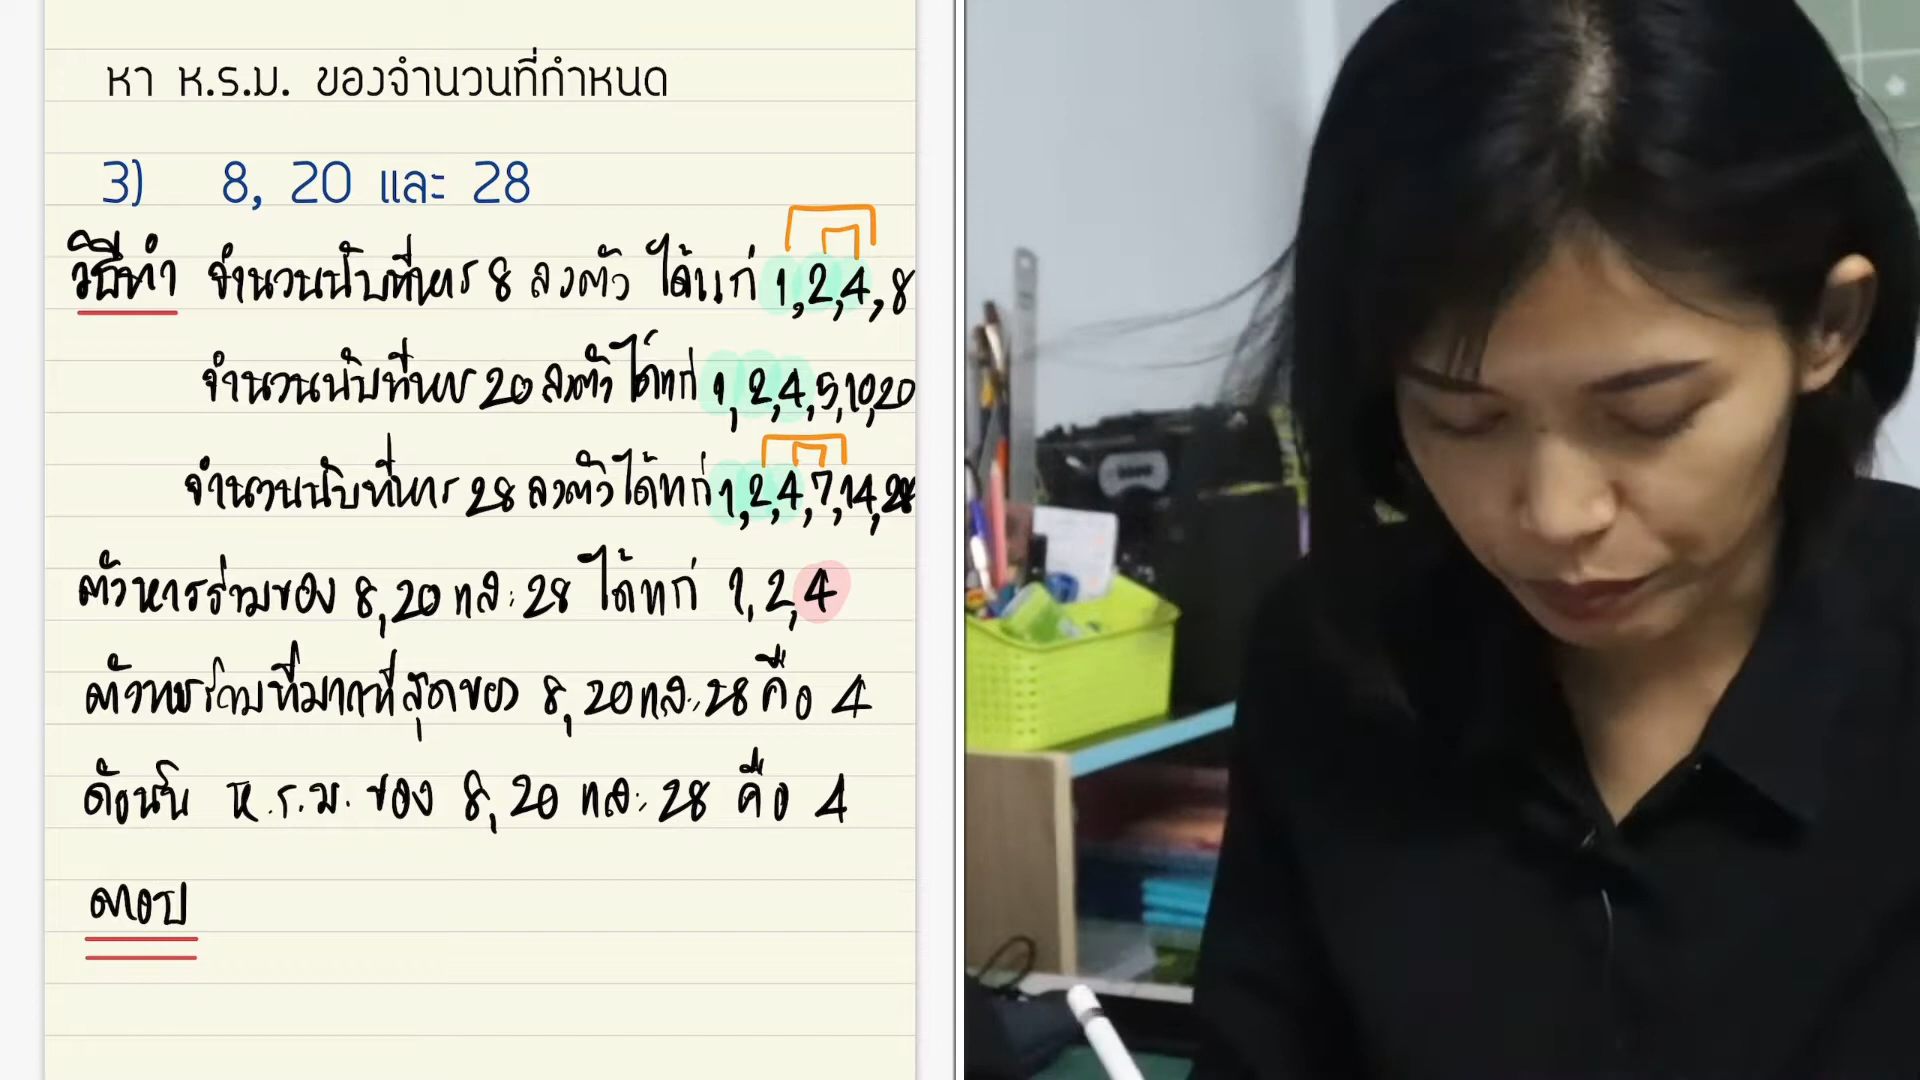 หา ห.ร.ม. ของจำนวนที่กำหนด
3) 8, 20 และ 28
วิธีทำ จำนวนนับที่หาร 8 ลงตัว ได้แก่ 1,2,4,8
จำนวนนับที่หาร 20 ลงตัว ได้แก่ 1,2,4,5,10,20
จำนวนนับที่หาร 28 ลงตัว ได้แก่ 1,2,4,7,14,28
ตัวหารร่วมของ 8,20 และ 28 ได้แก่ 1,2,4
ตัวหารร่วมที่มากที่สุดของ 8,20 และ 28 คือ 4
ดังนั้น ห.ร.ม. ของ 8,20 และ 28 คือ 4
ตอบ